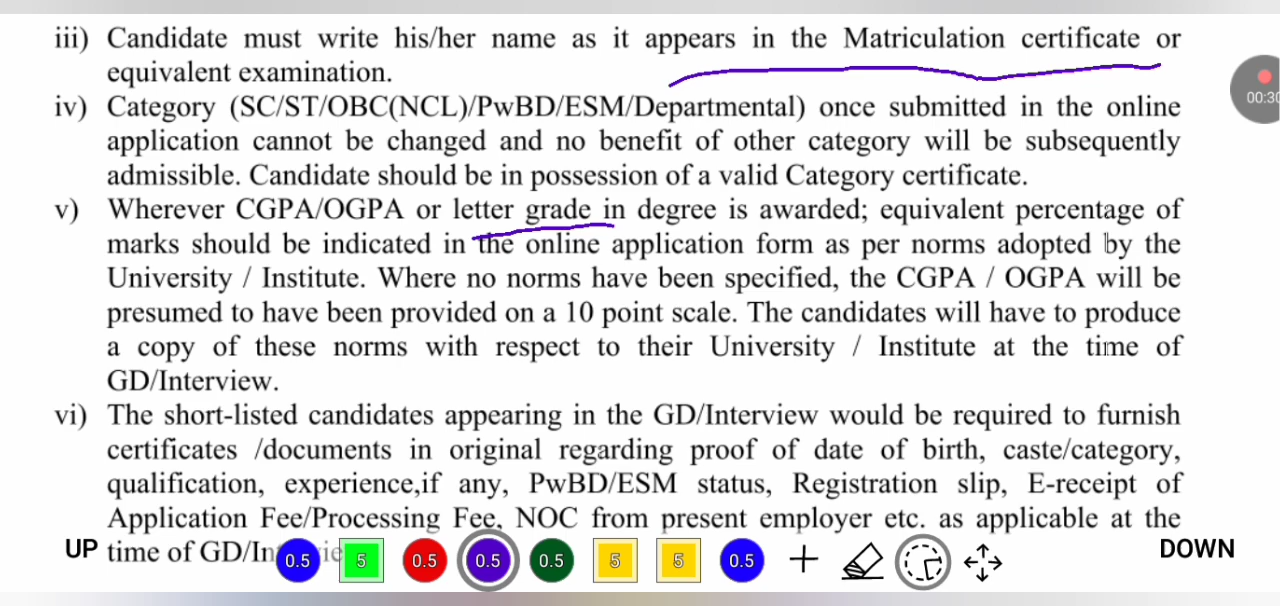 iii) Candidate must write his/her name as it appears in the Matriculation certificate or
equivalent examination.
iv) Category (SC/ST/OBC(NCL)/PwBD/ESM/Departmental) once submitted in the online
application cannot be changed and no benefit of other category will be subsequently
admissible. Candidate should be in possession of a valid Category certificate.
v) Wherever CGPA/OGPA or letter grade in degree is awarded; equivalent percentage of
marks should be indicated in the online application form as per norms adopted by the
University / Institute. Where no norms have been specified, the CGPA / OGPA will be
presumed to have been provided on a 10 point scale. The candidates will have to produce
a copy of these norms with respect to their University / Institute at the time of
GD/Interview.
vi) The short-listed candidates appearing in the GD/Interview would be required to furnish
certificates /documents in original regarding proof of date of birth, caste/category,
qualification, experience,if any, PwBD/ESM status, Registration slip, E-receipt of
Application Fee/Processing Fee, NOC from present employer etc. as applicable at the
time of
UP 0.5 5 0.5 0.5 0.5 5 5 0.5 DOWN